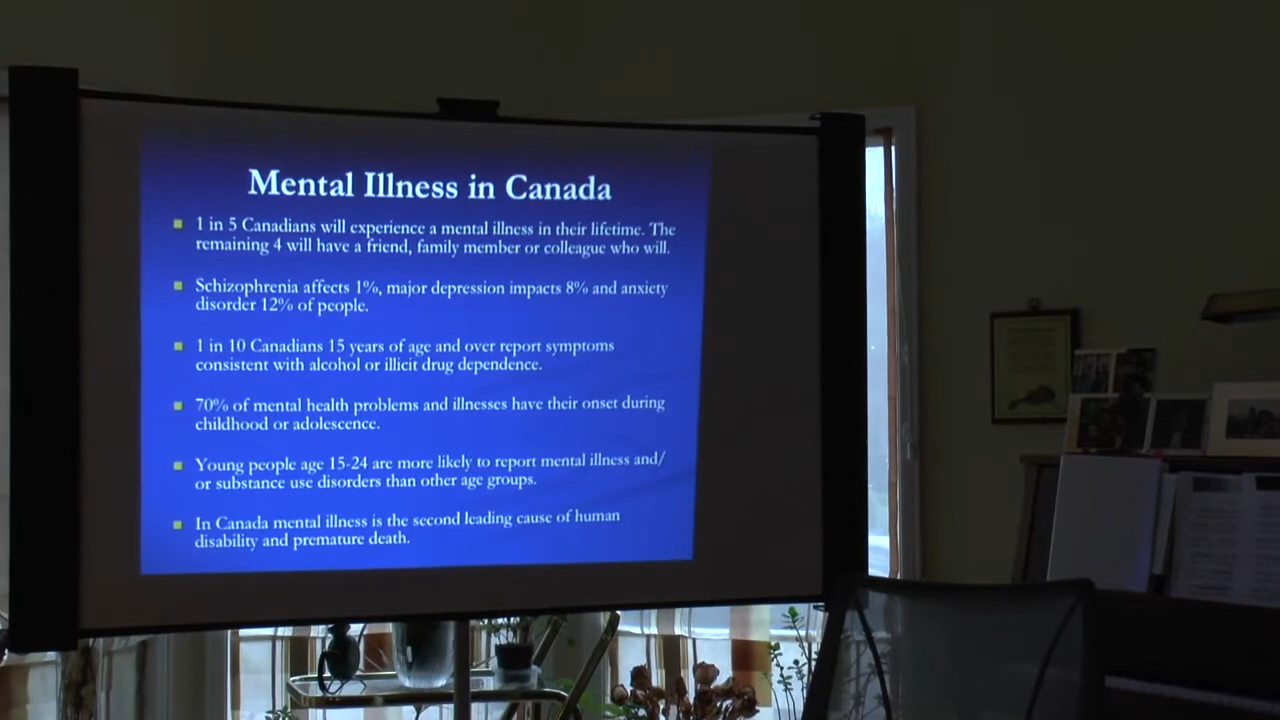 Mental Illness in Canada
1 in 5 Canadians will experience a mental illness in their lifetime. The
remaining 4 will have a friend, family member or colleague who will.
Schizophrenia affects 1%, major depression impacts 8% and anxiety
disorder 12% of people.
1 in 10 Canadians 15 years of age and over report symptoms
consistent with alcohol or illicit drug dependence.
70% of mental health problems and illnesses have their onset during
childhood or adolescence.
Young people age 15-24 are more likely to report mental illness and/
or substance use disorders than other age groups.
In Canada mental illness is the second leading cause of human
disability and premature death.